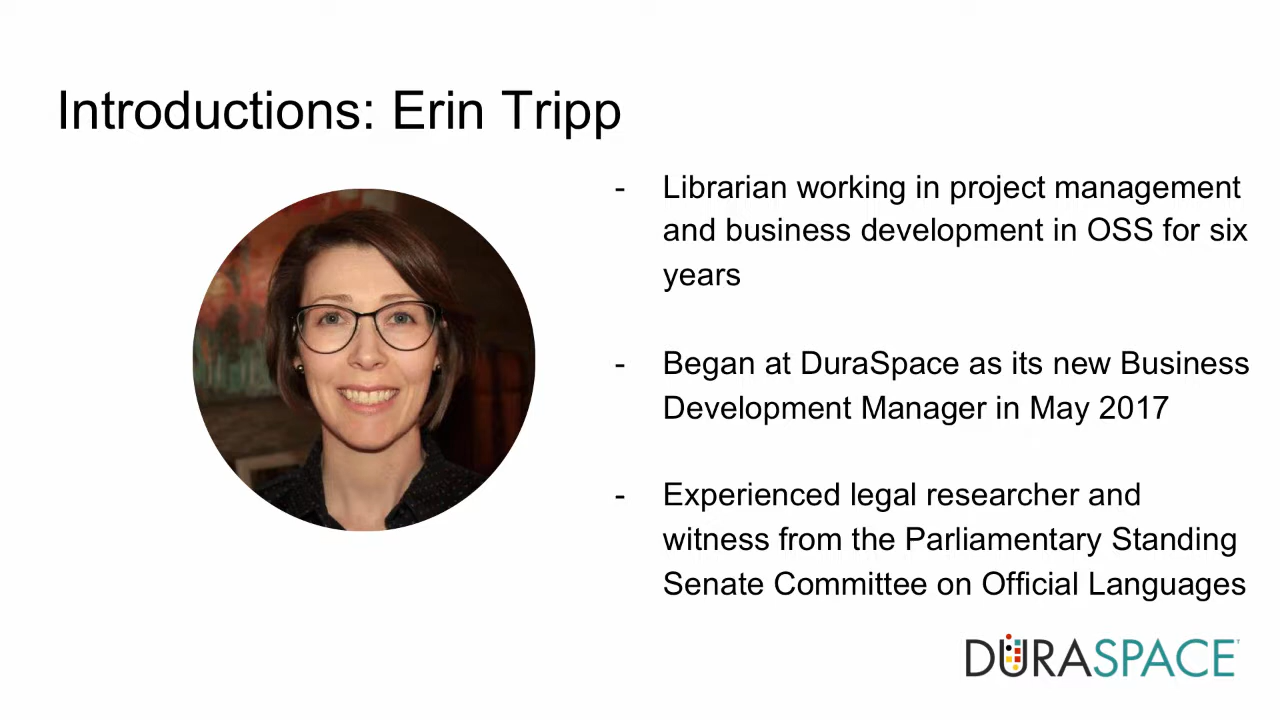 Introductions: Erin Tripp
- Librarian working in project management
and business development in OSS for six
years
- Began at DuraSpace as its new Business
Development Manager in May 2017
- Experienced legal researcher and
witness from the Parliamentary Standing
Senate Committee on Official Languages
DURASPACE